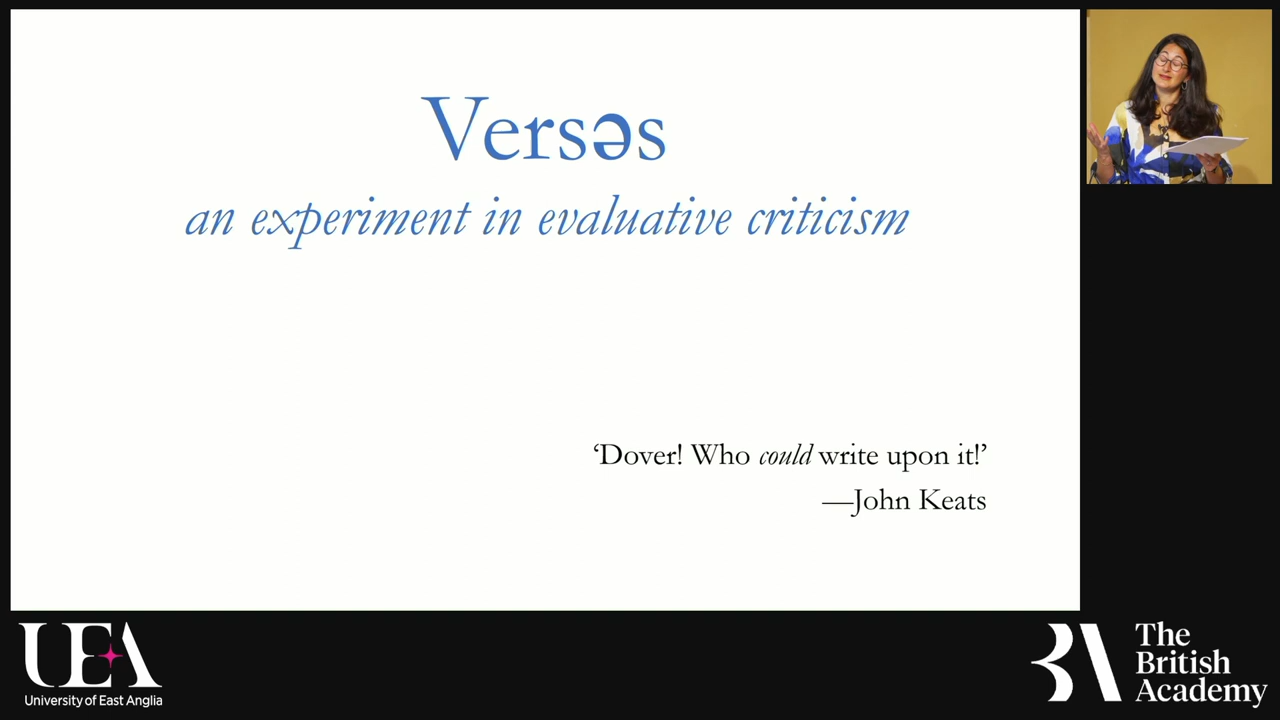 Versəs
an experiment in evaluative criticism
‘Dover! Who could write upon it!’
—John Keats
UEA
University of East Anglia
BA
The
British
Academy